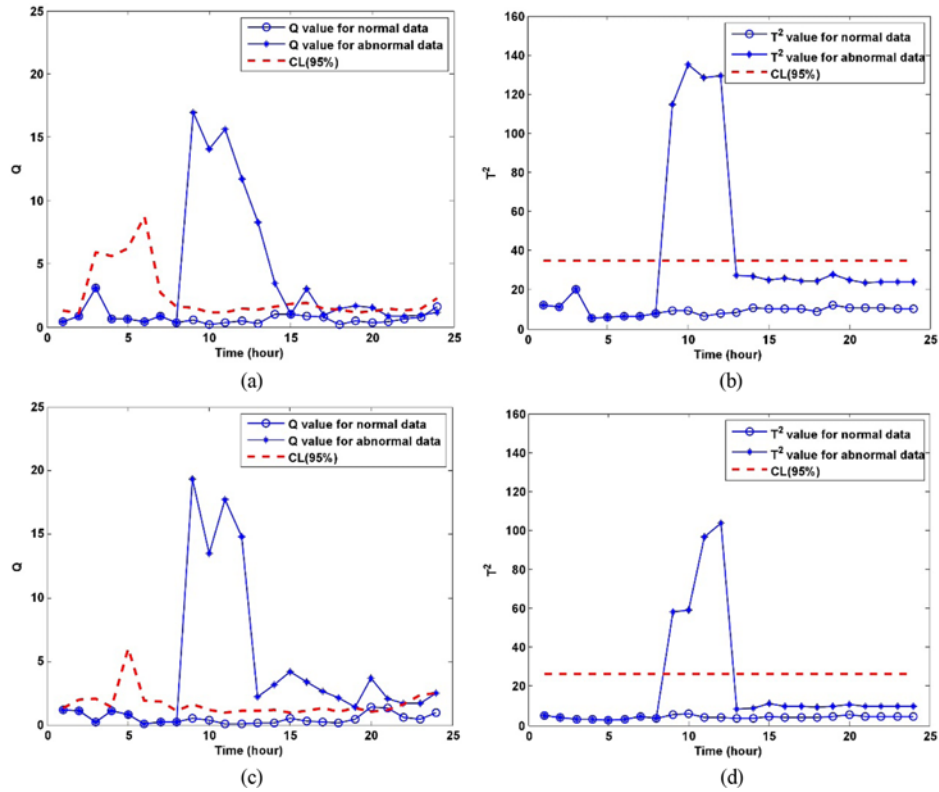 25
20
15
10
5
0
Q
Q value for normal data
Q value for abnormal data
CL(95%)
0 5 10 15 20 25
Time (hour)
(a)
160
140
120
100
80
60
40
20
0
T²
T² value for normal data
T² value for abnormal data
CL(95%)
0 5 10 15 20 25
Time (hour)
(b)
25
20
15
10
5
0
Q
Q value for normal data
Q value for abnormal data
CL(95%)
0 5 10 15 20 25
Time (hour)
(c)
160
140
120
100
80
60
40
20
0
T²
T² value for normal data
T² value for abnormal data
CL(95%)
0 5 10 15 20 25
Time (hour)
(d)